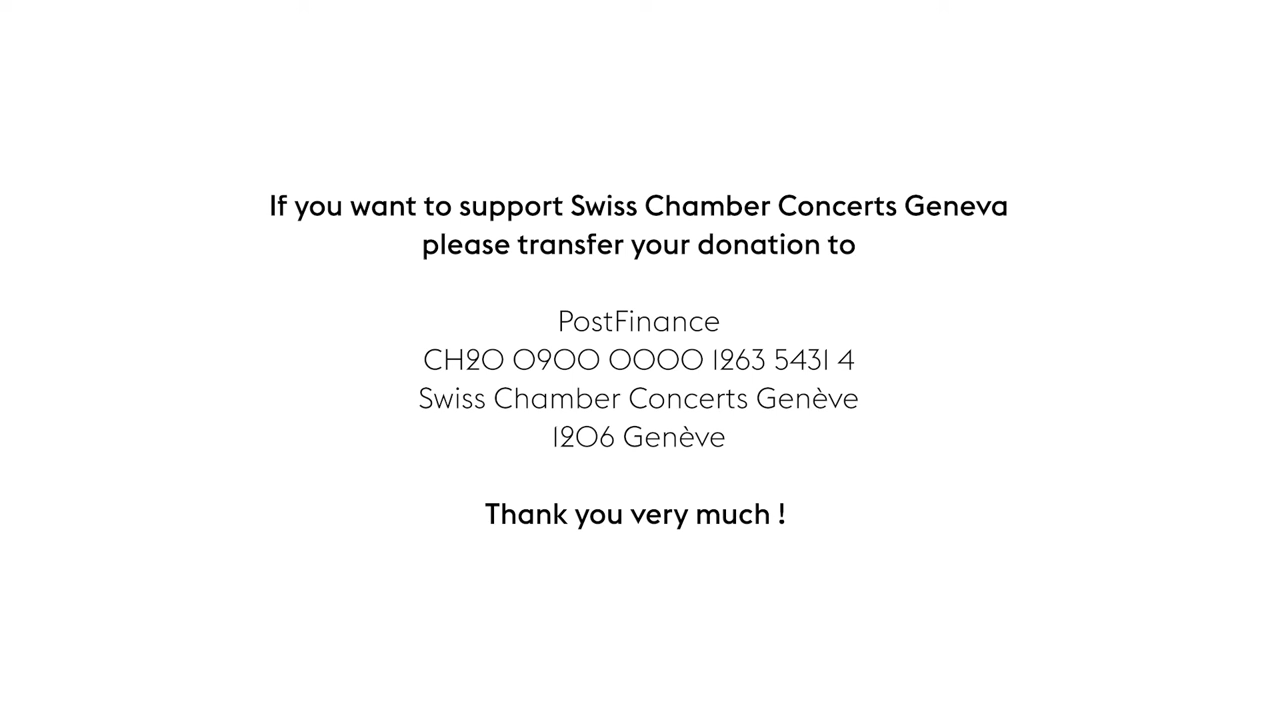 If you want to support Swiss Chamber Concerts Geneva
please transfer your donation to
PostFinance
CH20 0900 0000 1263 5431 4
Swiss Chamber Concerts Genève
1206 Genève
Thank you very much !